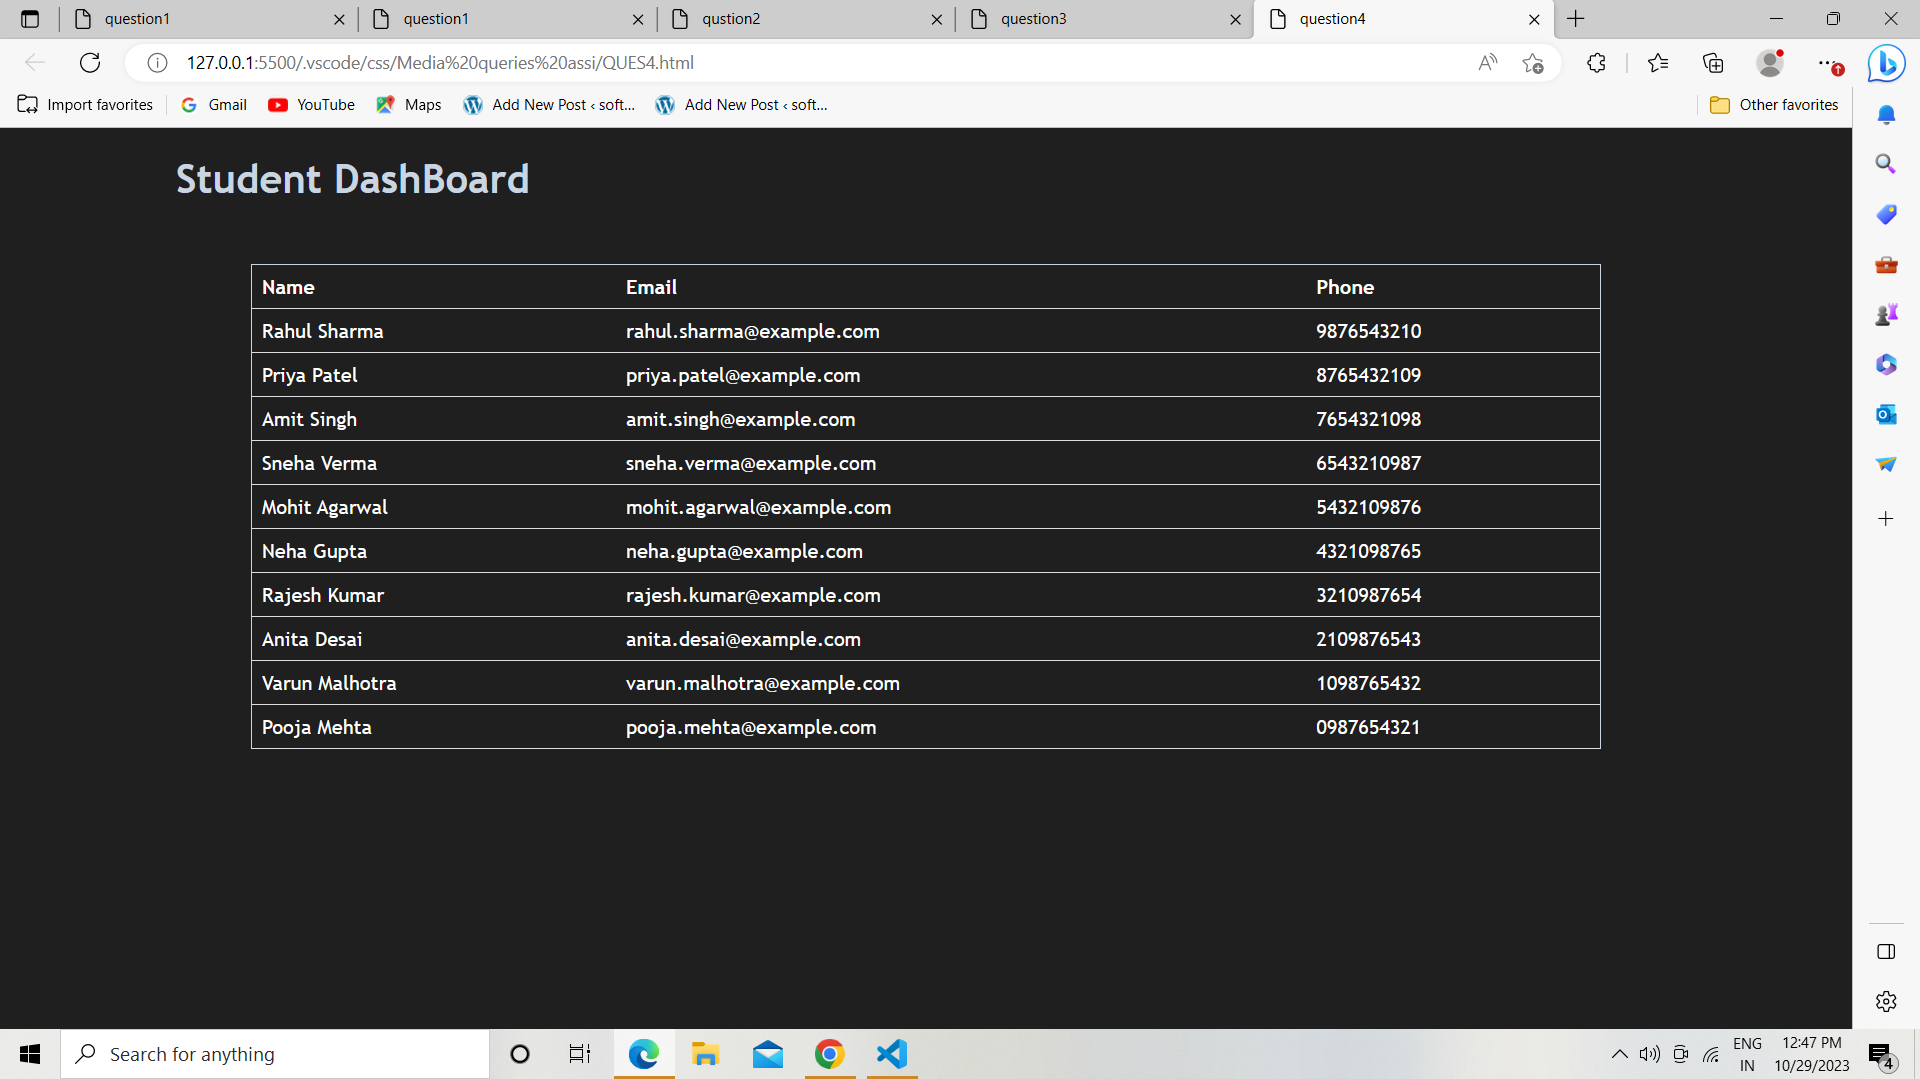 question1 question1 qustion2 question3 question4
127.0.0.1:5500/.vscode/css/Media%20queries%20assi/QUES4.html
Import favorites Gmail YouTube Maps Add New Post ‹ soft... Add New Post ‹ soft... Other favorites
Student DashBoard
Name Email Phone
Rahul Sharma rahul.sharma@example.com 9876543210
Priya Patel priya.patel@example.com 8765432109
Amit Singh amit.singh@example.com 7654321098
Sneha Verma sneha.verma@example.com 6543210987
Mohit Agarwal mohit.agarwal@example.com 5432109876
Neha Gupta neha.gupta@example.com 4321098765
Rajesh Kumar rajesh.kumar@example.com 3210987654
Anita Desai anita.desai@example.com 2109876543
Varun Malhotra varun.malhotra@example.com 1098765432
Pooja Mehta pooja.mehta@example.com 0987654321
Search for anything
ENG 12:47 PM
IN 10/29/2023 4